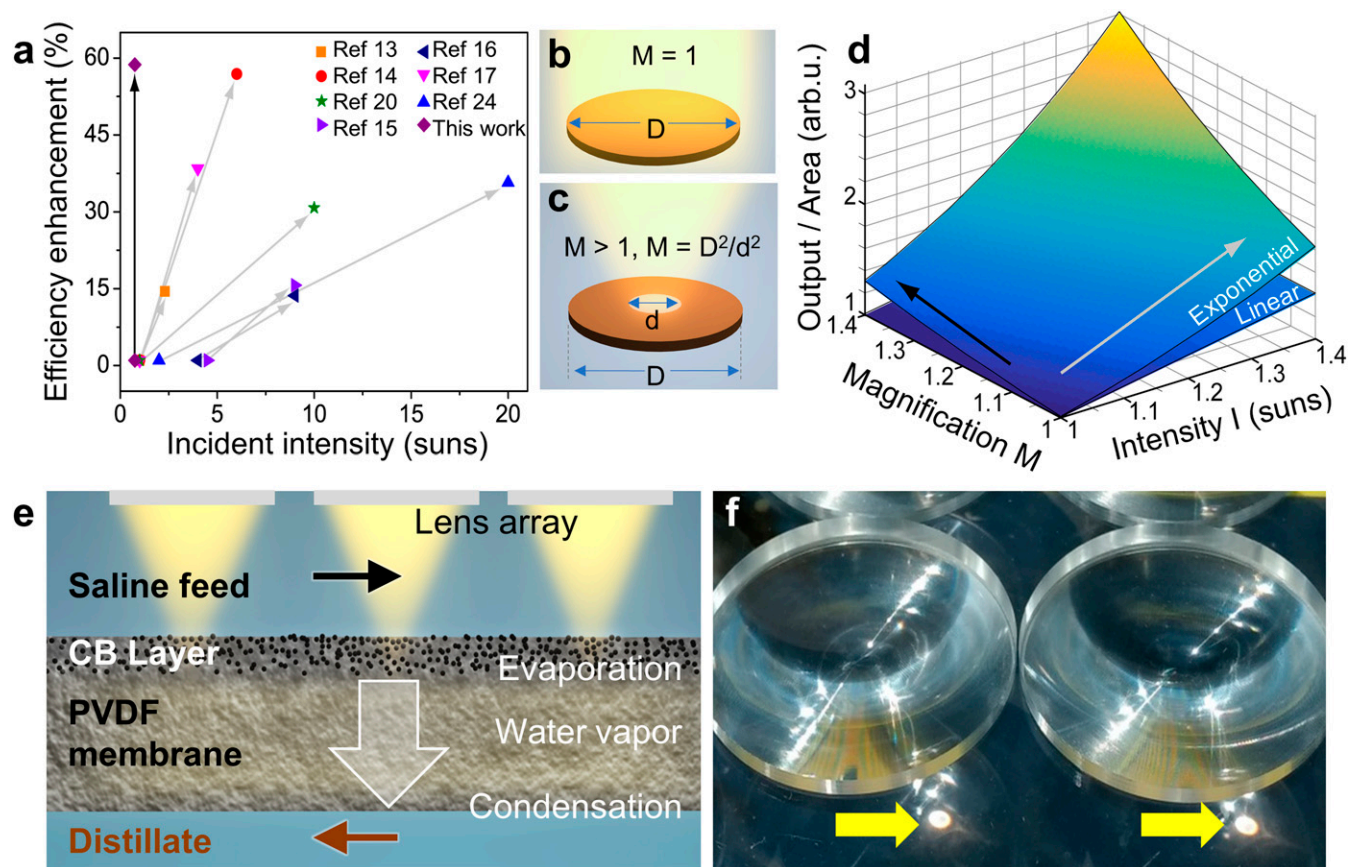 a
Efficiency enhancement (%)
60
45
30
15
0
0
5
10
15
20
Incident intensity (suns)
Ref 13
Ref 14
Ref 20
Ref 15
Ref 16
Ref 17
Ref 24
This work
b
M = 1
D
c
M > 1, M = D²/d²
d
D
d
Output / Area (arb.u.)
3
2
1
1.4
1.3
1.2
1.1
1
Magnification M
1
1.1
1.2
1.3
1.4
Intensity I (suns)
Exponential
Linear
e
Lens array
Saline feed
CB Layer
Evaporation
PVDF
membrane
Water vapor
Condensation
Distillate
f